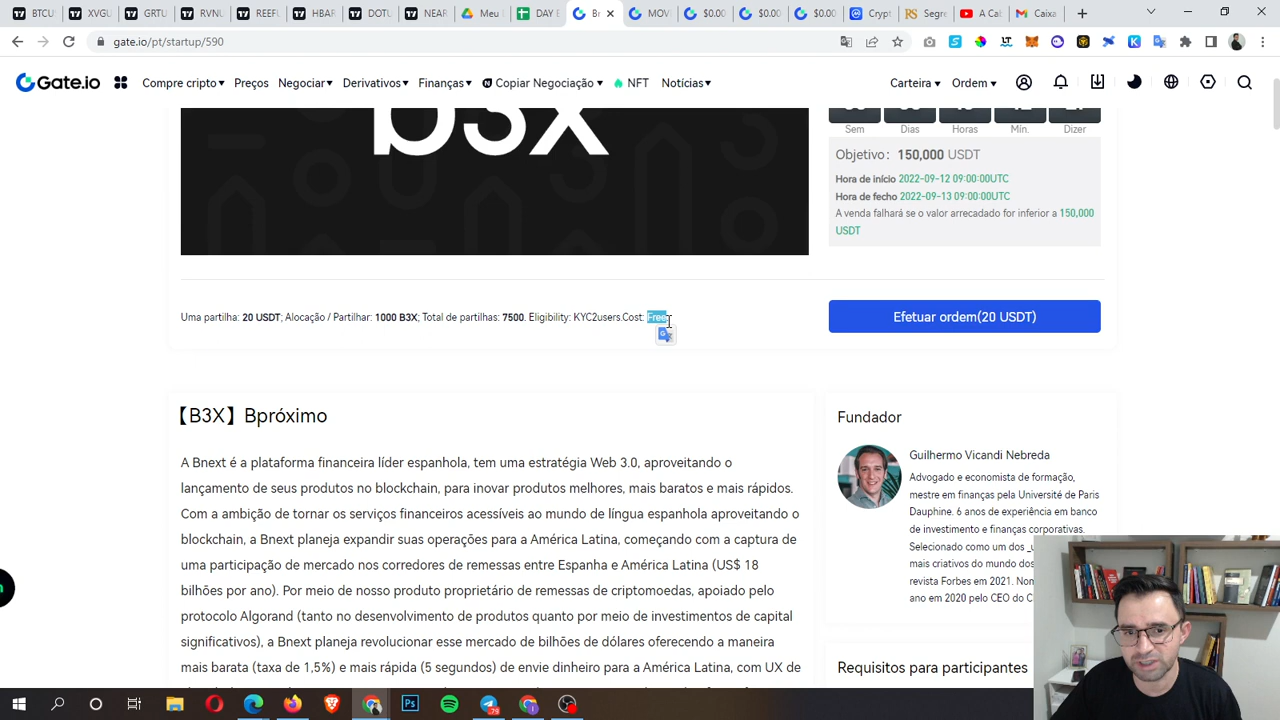 BTCU
XVGU
GRTU
RVNU
REEFU
HBAR
DOTU
NEAR
Meu
DAY
Br
MOV
$0.00
$0.00
$0.00
Crypt
Segre
A Cab
Caixa
gate.io/pt/startup/590
Gate.io
Compre cripto
Preços
Negociar
Derivativos
Finanças
Copiar Negociação
NFT
Notícias
Carteira
Ordem
b3x
Sem
Dias
Horas
Mín.
Dizer
Objetivo: 150,000 USDT
Hora de início 2022-09-12 09:00:00UTC
Hora de fecho 2022-09-13 09:00:00UTC
A venda falhará se o valor arrecadado for inferior a 150,000
USDT
Uma partilha: 20 USDT; Alocação / Partilhar: 1000 B3X; Total de partilhas: 7500. Eligibility: KYC2users.Cost: Free
Efetuar ordem(20 USDT)
【B3X】 Bpróximo
A Bnext é a plataforma financeira líder espanhola, tem uma estratégia Web 3.0, aproveitando o
lançamento de seus produtos no blockchain, para inovar produtos melhores, mais baratos e mais rápidos.
Com a ambição de tornar os serviços financeiros acessíveis ao mundo de língua espanhola aproveitando o
blockchain, a Bnext planeja expandir suas operações para a América Latina, começando com a captura de
uma participação de mercado nos corredores de remessas entre Espanha e América Latina (US$ 18
bilhões por ano). Por meio de nosso produto proprietário de remessas de criptomoedas, apoiado pelo
protocolo Algorand (tanto no desenvolvimento de produtos quanto por meio de investimentos de capital
significativos), a Bnext planeja revolucionar esse mercado de bilhões de dólares oferecendo a maneira
mais barata (taxa de 1,5%) e mais rápida (5 segundos) de envie dinheiro para a América Latina, com UX de
Fundador
Guilhermo Vicandi Nebreda
Advogado e economista de formação,
mestre em finanças pela Université de Paris
Dauphine. 6 anos de experiência em banco
de investimento e finanças corporativas.
Selecionado como um dos
mais criativos do mundo dos
revista Forbes em 2021. Nom
ano em 2020 pelo CEO do C
Requisitos para participantes